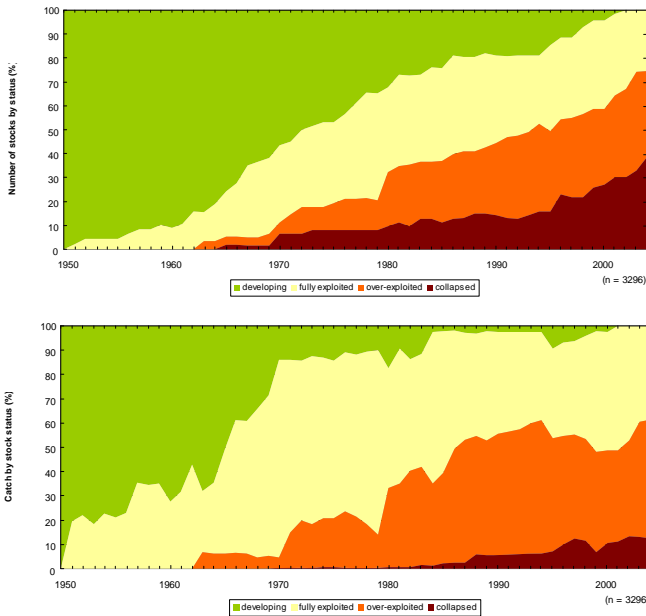 Number of stocks by status (%)
100
90
80
70
60
50
40
30
20
10
0
1950 1960 1970 1980 1990 2000
(n = 3296)
developing fully exploited over-exploited collapsed
Catch by stock status (%)
100
90
80
70
60
50
40
30
20
10
0
1950 1960 1970 1980 1990 2000
(n = 3296
developing fully exploited over-exploited collapsed